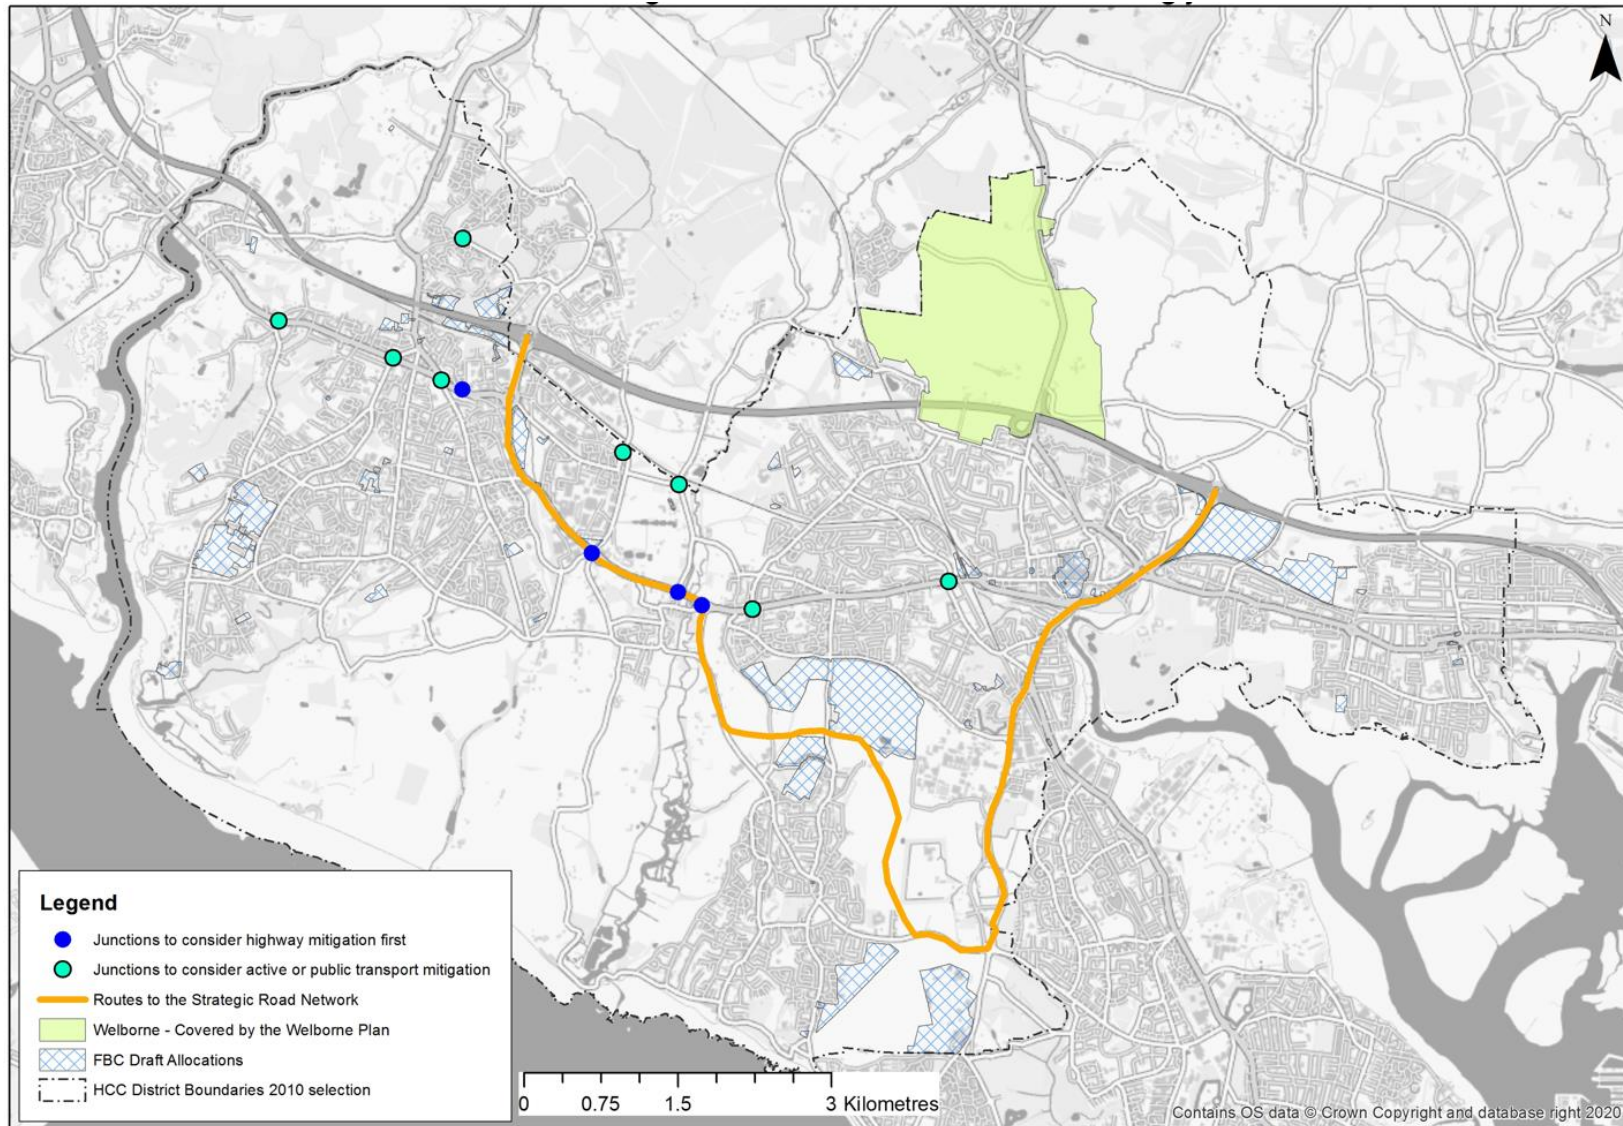 N
Legend
Junctions to consider highway mitigation first
Junctions to consider active or public transport mitigation
Routes to the Strategic Road Network
Welborne - Covered by the Welborne Plan
FBC Draft Allocations
HCC District Boundaries 2010 selection
0 0.75 1.5 3 Kilometres
Contains OS data © Crown Copyright and database right 2020